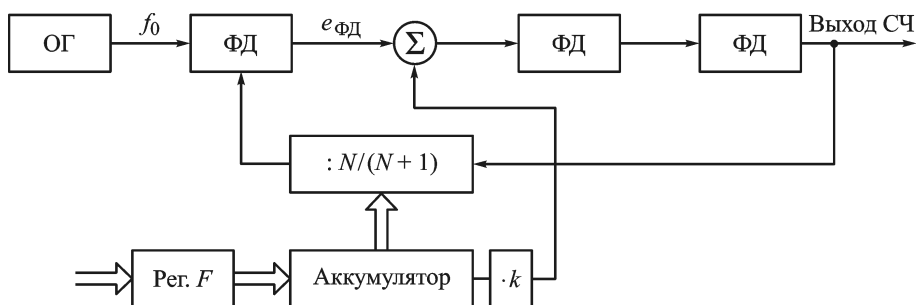 ОГ
f₀
ФД
eФД
Σ
ФД
ФД
Выход СЧ
: N/(N + 1)
Рег. F
Аккумулятор
· k